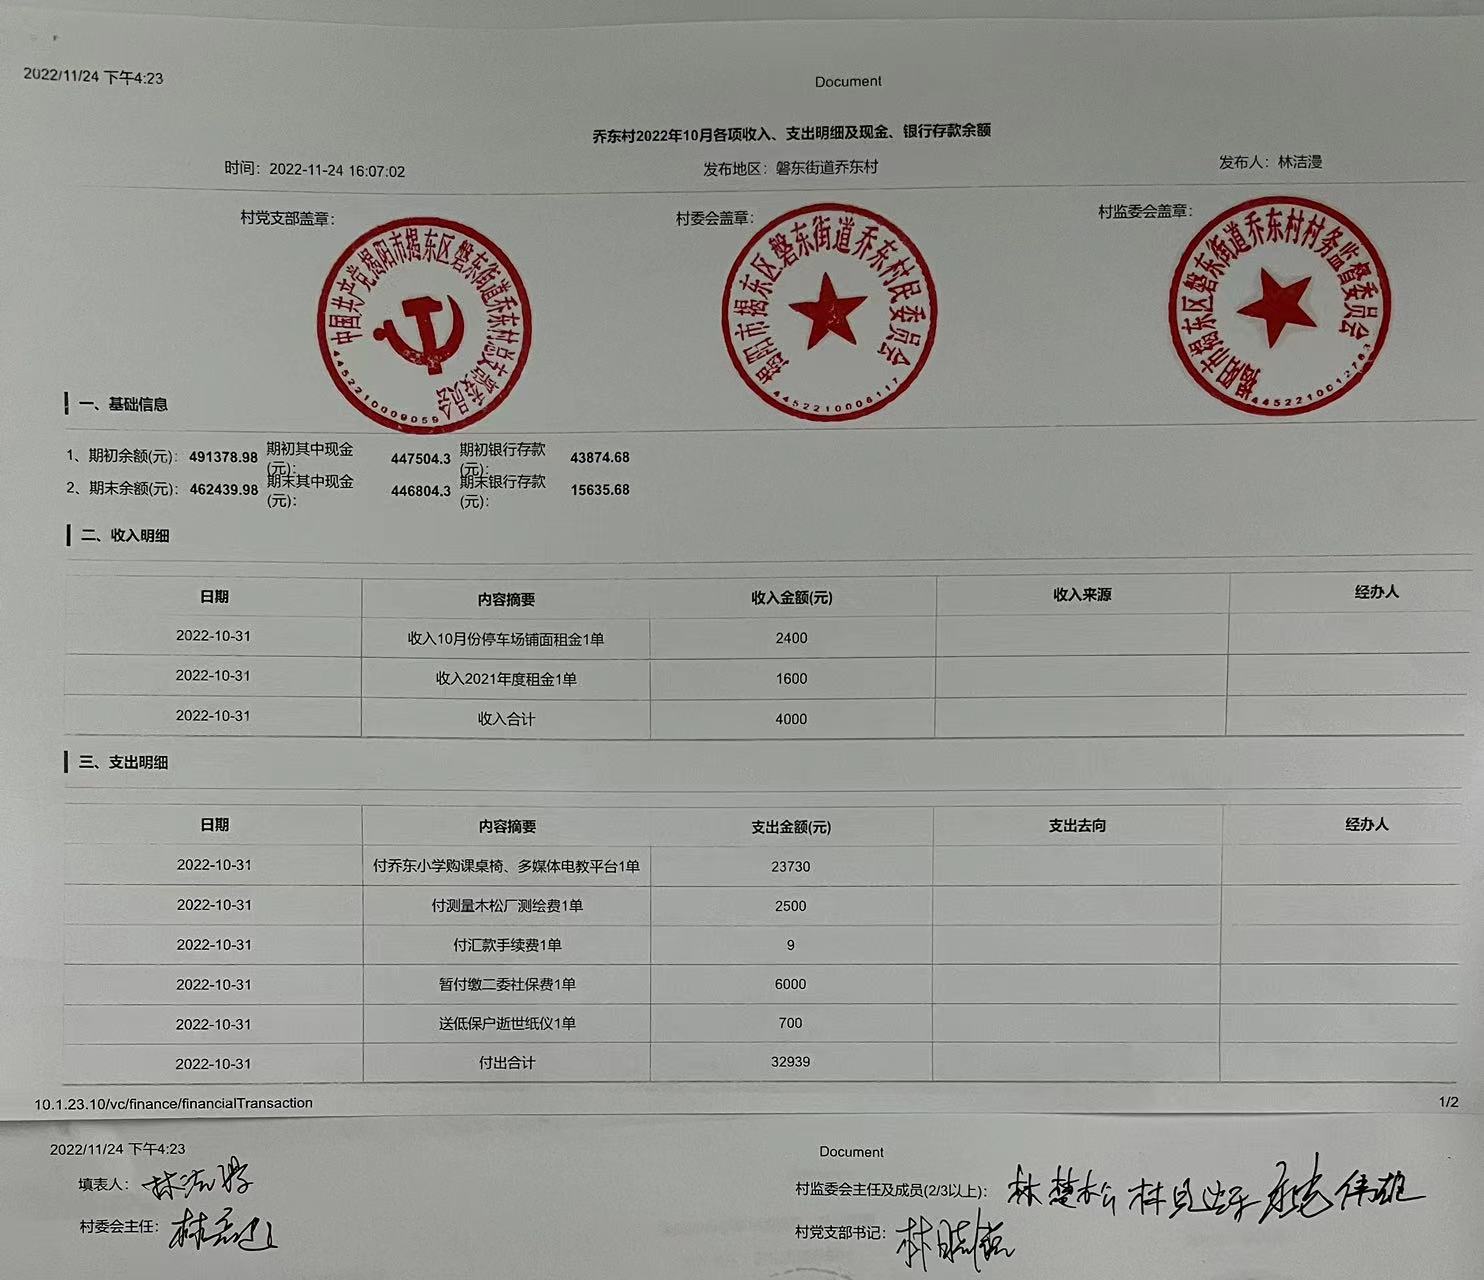 2022/11/24 下午4:23
Document
乔东村2022年10月各项收入、支出明细及现金、银行存款余额
时间：2022-11-24 16:07:02 发布地区：磐东街道乔东村 发布人：林洁漫
村党支部盖章： 村委会盖章： 村监委会盖章：
中国共产党揭阳市揭东区磐东街道乔东村总支部委员会
4452210009059
揭阳市揭东区磐东街道乔东村民委员会
4452210006117
揭阳市揭东区磐东街道乔东村村务监督委员会
4452210012763
一、基础信息
1、期初余额(元)： 491378.98 期初其中现金(元)： 447504.3 期初银行存款(元)： 43874.68
2、期末余额(元)： 462439.98 期末其中现金(元)： 446804.3 期末银行存款(元)： 15635.68
二、收入明细
日期 内容摘要 收入金额(元) 收入来源 经办人
2022-10-31 收入10月份停车场铺面租金1单 2400
2022-10-31 收入2021年度租金1单 1600
2022-10-31 收入合计 4000
三、支出明细
日期 内容摘要 支出金额(元) 支出去向 经办人
2022-10-31 付乔东小学购课桌椅、多媒体电教平台1单 23730
2022-10-31 付测量木松厂测绘费1单 2500
2022-10-31 付汇款手续费1单 9
2022-10-31 暂付缴二委社保费1单 6000
2022-10-31 送低保户逝世纸仪1单 700
2022-10-31 付出合计 32939
10.1.23.10/vc/finance/financialTransaction 1/2
2022/11/24 下午4:23
Document
填表人： 林洁漫
村监委会主任及成员(2/3以上)： 林楚松 林 伟雄
村委会主任： 林
村党支部书记： 林